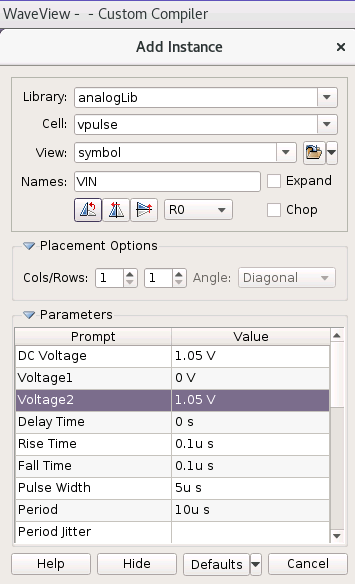 WaveView - - Custom Compiler
Add Instance ×
Library: analogLib
Cell: vpulse
View: symbol
Names: VIN Expand
R0 Chop
Placement Options
Cols/Rows: 1 1 Angle: Diagonal
Parameters
Prompt Value
DC Voltage 1.05 V
Voltage1 0 V
Voltage2 1.05 V
Delay Time 0 s
Rise Time 0.1u s
Fall Time 0.1u s
Pulse Width 5u s
Period 10u s
Period Jitter
Help Hide Defaults Cancel